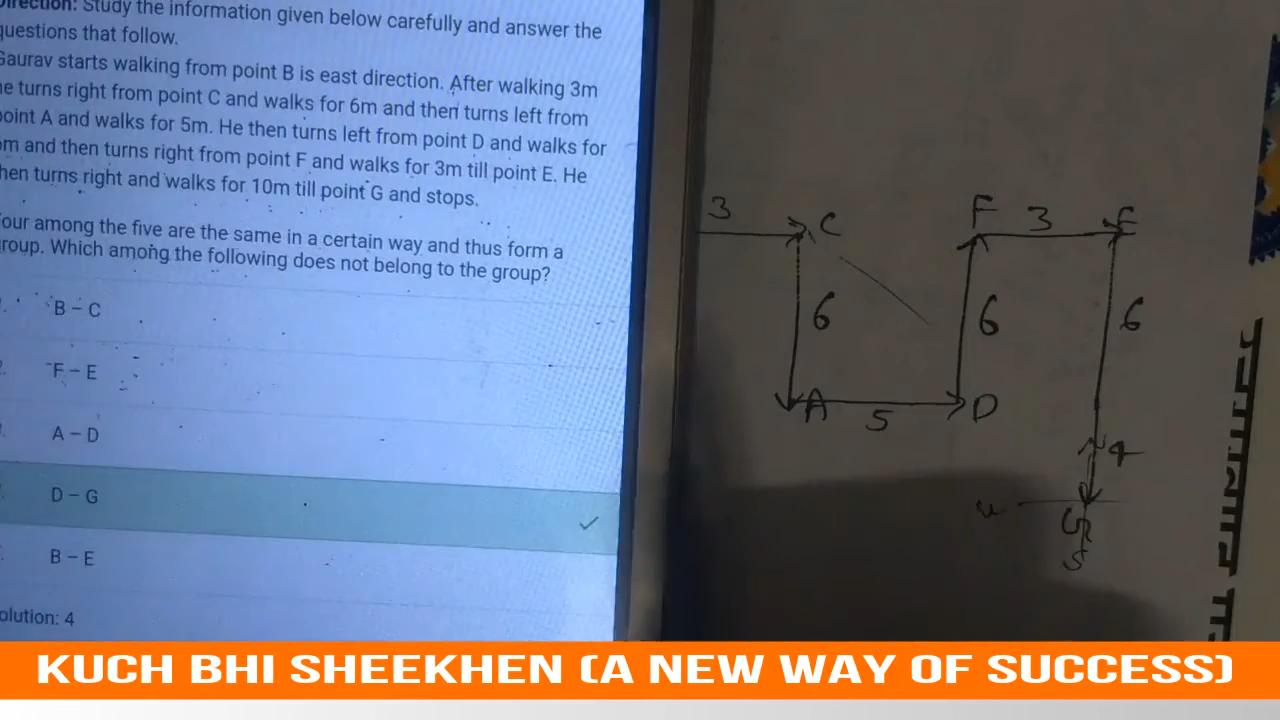 Direction: Study the information given below carefully and answer the
questions that follow.
Gaurav starts walking from point B is east direction. After walking 3m
he turns right from point C and walks for 6m and then turns left from
point A and walks for 5m. He then turns left from point D and walks for
m and then turns right from point F and walks for 3m till point E. He
then turns right and walks for 10m till point G and stops.
Four among the five are the same in a certain way and thus form a
group. Which among the following does not belong to the group?
B – C
F – E
A – D
D – G
B – E
Solution: 4
3 C F 3 E
6 6 6
A 5 D
4
G
S
KUCH BHI SHEEKHEN (A NEW WAY OF SUCCESS)